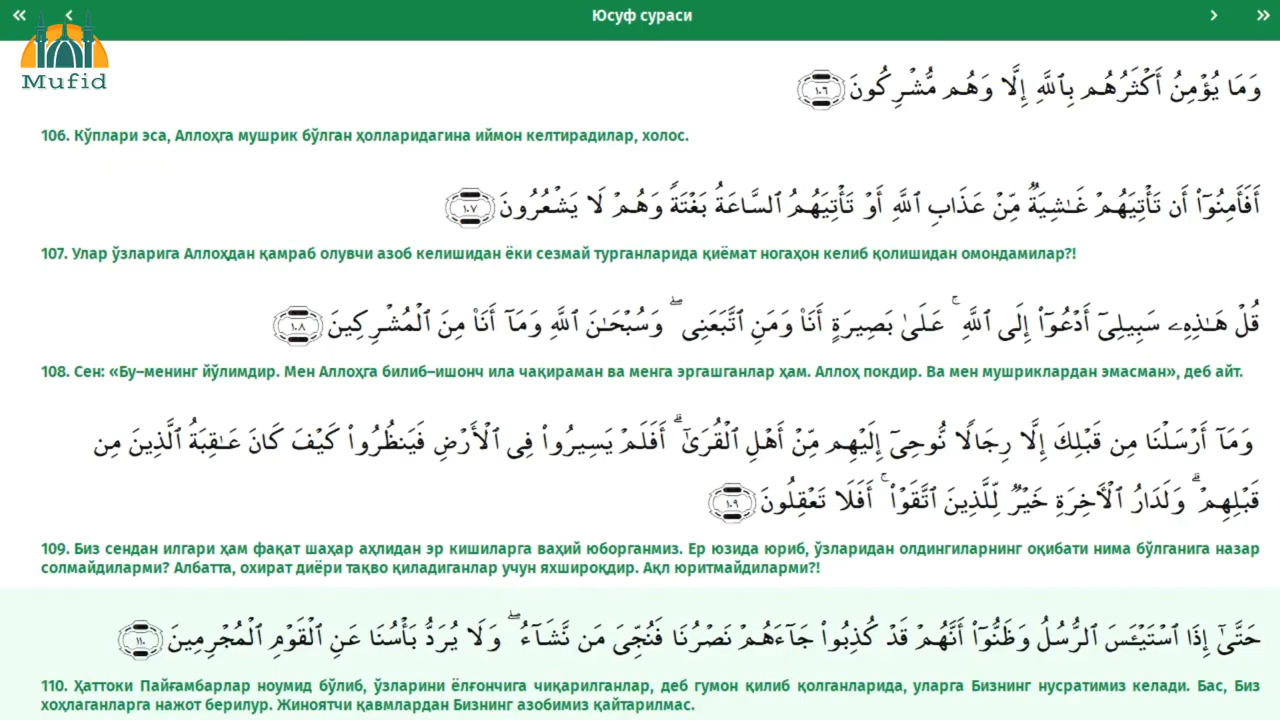 Юсуф сураси
Mufid
وَمَا يُؤْمِنُ أَكْثَرُهُم بِٱللَّهِ إِلَّا وَهُم مُّشْرِكُونَ ١٠٦
106. Кўплари эса, Аллоҳга мушрик бўлган ҳолларидагина иймон келтирадилар, холос.
أَفَأَمِنُوٓا۟ أَن تَأْتِيَهُمْ غَـٰشِيَةٌ مِّنْ عَذَابِ ٱللَّهِ أَوْ تَأْتِيَهُمُ ٱلسَّاعَةُ بَغْتَةً وَهُمْ لَا يَشْعُرُونَ ١٠٧
107. Улар ўзларига Аллоҳдан қамраб олувчи азоб келишидан ёки сезмай турганларида қиёмат ногаҳон келиб қолишидан омондамилар?!
قُلْ هَـٰذِهِۦ سَبِيلِىٓ أَدْعُوٓا۟ إِلَى ٱللَّهِ ۚ عَلَىٰ بَصِيرَةٍ أَنَا۠ وَمَنِ ٱتَّبَعَنِى ۖ وَسُبْحَـٰنَ ٱللَّهِ وَمَآ أَنَا۠ مِنَ ٱلْمُشْرِكِينَ ١٠٨
108. Сен: «Бу–менинг йўлимдир. Мен Аллоҳга билиб–ишонч ила чақираман ва менга эргашганлар ҳам. Аллоҳ покдир. Ва мен мушриклардан эмасман», деб айт.
وَمَآ أَرْسَلْنَا مِن قَبْلِكَ إِلَّا رِجَالًا نُّوحِىٓ إِلَيْهِم مِّنْ أَهْلِ ٱلْقُرَىٰٓ ۗ أَفَلَمْ يَسِيرُوا۟ فِى ٱلْأَرْضِ فَيَنظُرُوا۟ كَيْفَ كَانَ عَـٰقِبَةُ ٱلَّذِينَ مِن
قَبْلِهِمْ ۗ وَلَدَارُ ٱلْـَٔاخِرَةِ خَيْرٌ لِّلَّذِينَ ٱتَّقَوْا۟ ۚ أَفَلَا تَعْقِلُونَ ١٠٩
109. Биз сендан илгари ҳам фақат шаҳар аҳлидан эр кишиларга ваҳий юборганмиз. Ер юзида юриб, ўзларидан олдингиларнинг оқибати нима бўлганига назар
солмайдиларми? Албатта, охират диёри тақво қиладиганлар учун яхшироқдир. Ақл юритмайдиларми?!
حَتَّىٰٓ إِذَا ٱسْتَيْـَٔسَ ٱلرُّسُلُ وَظَنُّوٓا۟ أَنَّهُمْ قَدْ كُذِبُوا۟ جَآءَهُمْ نَصْرُنَا فَنُجِّىَ مَن نَّشَآءُ ۖ وَلَا يُرَدُّ بَأْسُنَا عَنِ ٱلْقَوْمِ ٱلْمُجْرِمِينَ ١١٠
110. Ҳаттоки Пайғамбарлар ноумид бўлиб, ўзларини ёлғончига чиқарилганлар, деб гумон қилиб қолганларида, уларга Бизнинг нусратимиз келади. Бас, Биз
хоҳлаганларга нажот берилур. Жиноятчи қавмлардан Бизнинг азобимиз қайтарилмас.